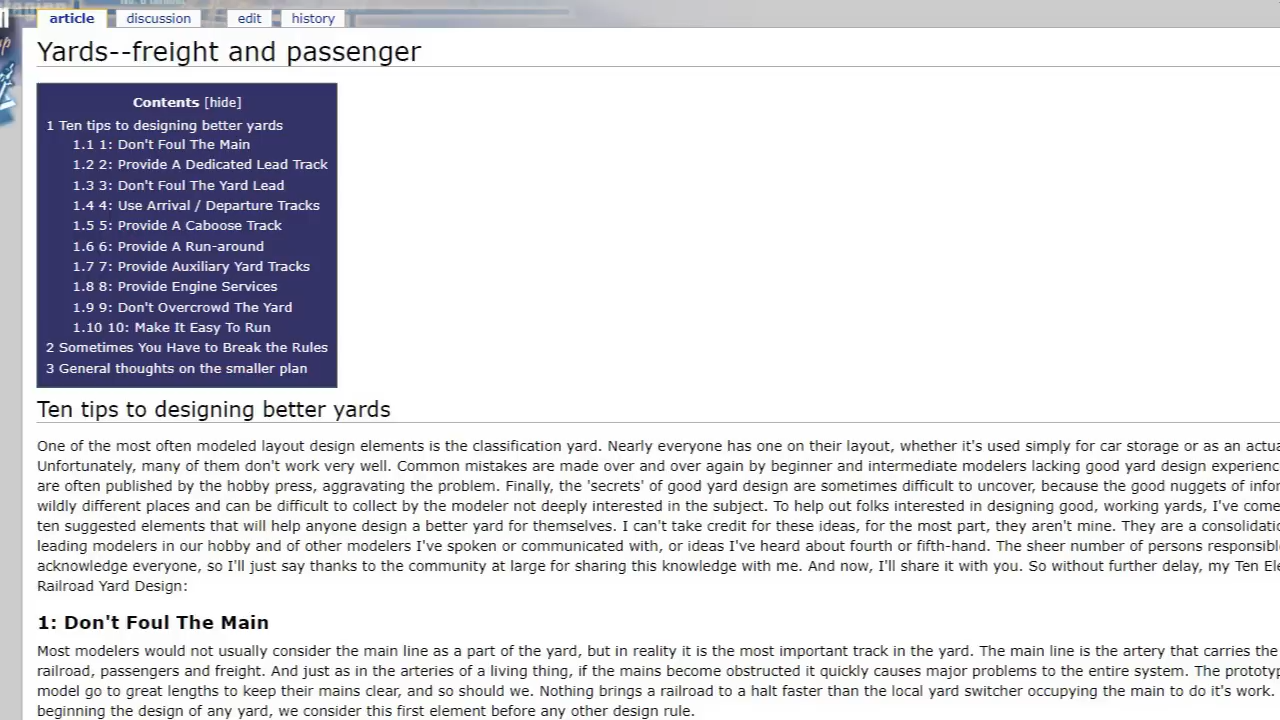 article discussion edit history
Yards--freight and passenger
Contents [hide]
1 Ten tips to designing better yards
1.1 1: Don't Foul The Main
1.2 2: Provide A Dedicated Lead Track
1.3 3: Don't Foul The Yard Lead
1.4 4: Use Arrival / Departure Tracks
1.5 5: Provide A Caboose Track
1.6 6: Provide A Run-around
1.7 7: Provide Auxiliary Yard Tracks
1.8 8: Provide Engine Services
1.9 9: Don't Overcrowd The Yard
1.10 10: Make It Easy To Run
2 Sometimes You Have to Break the Rules
3 General thoughts on the smaller plan
Ten tips to designing better yards
One of the most often modeled layout design elements is the classification yard. Nearly everyone has one on their layout, whether it's used simply for car storage or as an
Unfortunately, many of them don't work very well. Common mistakes are made over and over again by beginner and intermediate modelers lacking good yard design
are often published by the hobby press, aggravating the problem. Finally, the 'secrets' of good yard design are sometimes difficult to uncover, because the good nuggets of
wildly different places and can be difficult to collect by the modeler not deeply interested in the subject. To help out folks interested in designing good, working yards, I've come
ten suggested elements that will help anyone design a better yard for themselves. I can't take credit for these ideas, for the most part, they aren't mine. They are a
leading modelers in our hobby and of other modelers I've spoken or communicated with, or ideas I've heard about fourth or fifth-hand. The sheer number of persons
acknowledge everyone, so I'll just say thanks to the community at large for sharing this knowledge with me. And now, I'll share it with you. So without further delay, my Ten
Railroad Yard Design:
1: Don't Foul The Main
Most modelers would not usually consider the main line as a part of the yard, but in reality it is the most important track in the yard. The main line is the artery that carries the
railroad, passengers and freight. And just as in the arteries of a living thing, if the mains become obstructed it quickly causes major problems to the entire system. The
model go to great lengths to keep their mains clear, and so should we. Nothing brings a railroad to a halt faster than the local yard switcher occupying the main to do it's work.
beginning the design of any yard, we consider this first element before any other design rule.